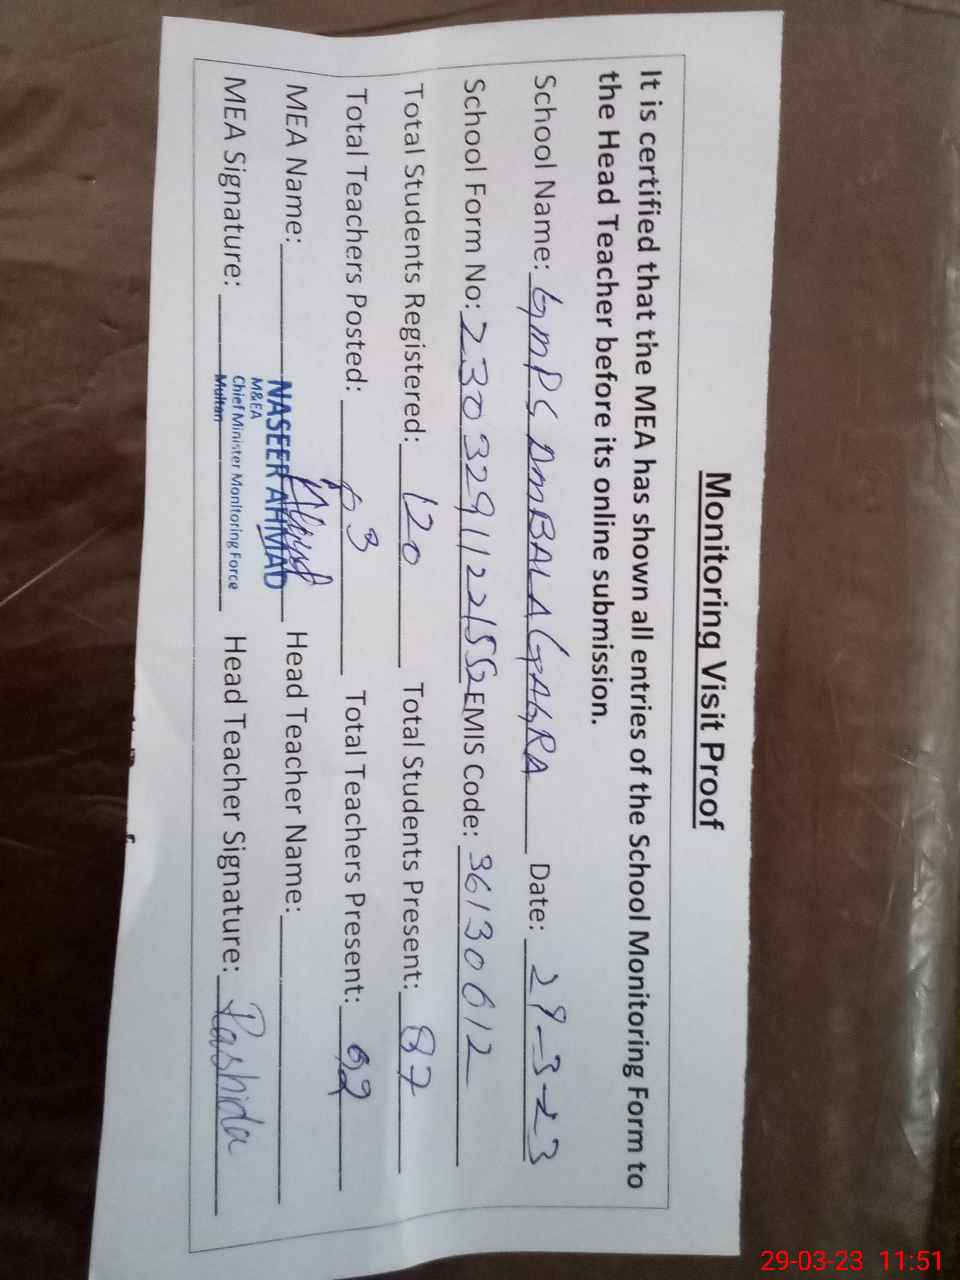 Monitoring Visit Proof
It is certified that the MEA has shown all entries of the School Monitoring Form to
the Head Teacher before its online submission.
School Name: GMPS DMBALA GAGRA Date: 29-3-23
School Form No: EMIS Code: 36130612
Total Students Registered: 120 Total Students Present: 87
Total Teachers Posted: 03 Total Teachers Present: 02
MEA Name: NASEER AHMAD Head Teacher Name:
M&EA
Chief Minister Monitoring Force
Multan
MEA Signature: Head Teacher Signature: Rashida
29-03-23 11:51